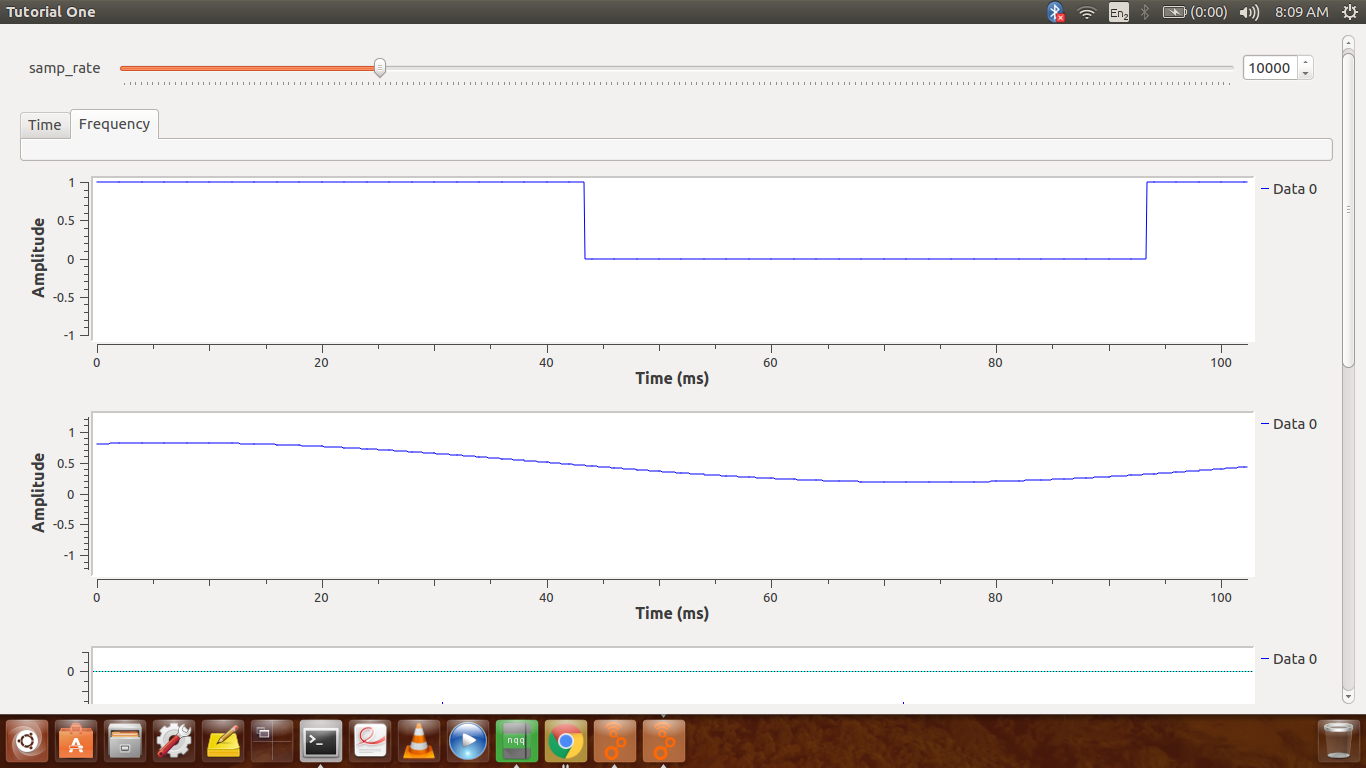 Tutorial One
En2
(0:00)
8:09 AM
samp_rate
10000
Time
Frequency
1
0.5
0
-0.5
-1
Amplitude
Data 0
0 20 40 60 80 100
Time (ms)
1
0.5
0
-0.5
-1
Amplitude
Data 0
0 20 40 60 80 100
Time (ms)
0
Data 0
nqq